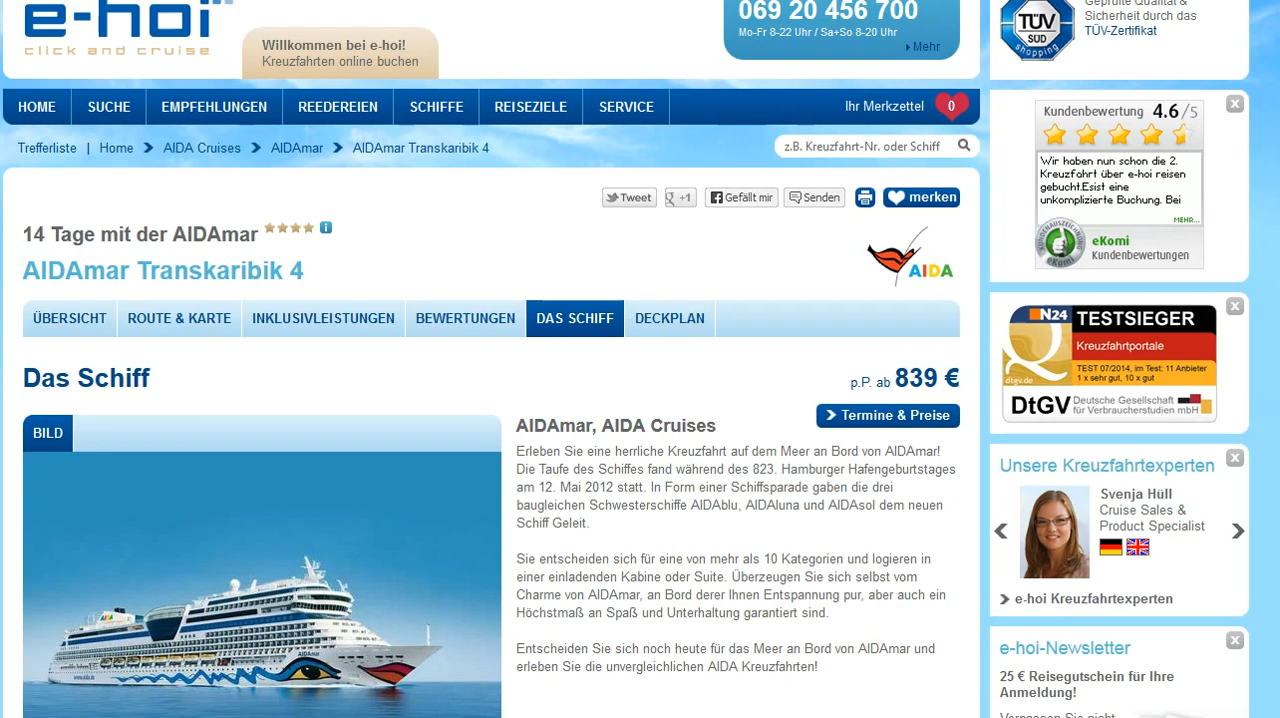 e-hoi
click and cruise
Willkommen bei e-hoi!
Kreuzfahrten online buchen
069 20 456 700
Mo-Fr 8-22 Uhr / Sa+So 8-20 Uhr
Mehr
HOME SUCHE EMPFEHLUNGEN REEDEREIEN SCHIFFE REISEZIELE SERVICE Ihr Merkzettel 0
Trefferliste | Home AIDA Cruises AIDAmar AIDAmar Transkaribik 4
z.B. Kreuzfahrt-Nr. oder Schiff
Tweet +1 Gefällt mir Senden merken
14 Tage mit der AIDAmar
AIDAmar Transkaribik 4
AIDA
ÜBERSICHT ROUTE & KARTE INKLUSIVLEISTUNGEN BEWERTUNGEN DAS SCHIFF DECKPLAN
Das Schiff
p.P. ab 839 €
Termine & Preise
BILD
AIDAmar
AIDAmar, AIDA Cruises
Erleben Sie eine herrliche Kreuzfahrt auf dem Meer an Bord von AIDAmar!
Die Taufe des Schiffes fand während des 823. Hamburger Hafengeburtstages
am 12. Mai 2012 statt. In Form einer Schiffsparade gaben die drei
baugleichen Schwesterschiffe AIDAblu, AIDAluna und AIDAsol dem neuen
Schiff Geleit.
Sie entscheiden sich für eine von mehr als 10 Kategorien und logieren in
einer einladenden Kabine oder Suite. Überzeugen Sie sich selbst vom
Charme von AIDAmar, an Bord derer Ihnen Entspannung pur, aber auch ein
Höchstmaß an Spaß und Unterhaltung garantiert sind.
Entscheiden Sie sich noch heute für das Meer an Bord von AIDAmar und
erleben Sie die unvergleichlichen AIDA Kreuzfahrten!
TÜV
SÜD
shopping
Geprüfte Qualität &
Sicherheit durch das
TÜV-Zertifikat
Kundenbewertung 4.6/5
Wir haben nun schon die 2.
Kreuzfahrt über e-hoi reisen
gebucht.Esist eine
unkomplizierte Buchung. Bei
MEHR...
KUNDENAUSZEICHNUNG
eKomi
eKomi
Kundenbewertungen
N24 TESTSIEGER
Kreuzfahrtportale
TEST 07/2014, im Test: 11 Anbieter
1 x sehr gut, 10 x gut
dtgv.de
DtGV Deutsche Gesellschaft
für Verbraucherstudien mbH
Unsere Kreuzfahrtexperten
Svenja Hüll
Cruise Sales &
Product Specialist
e-hoi Kreuzfahrtexperten
e-hoi-Newsletter
25 € Reisegutschein für Ihre
Anmeldung!
Verpassen Sie nicht